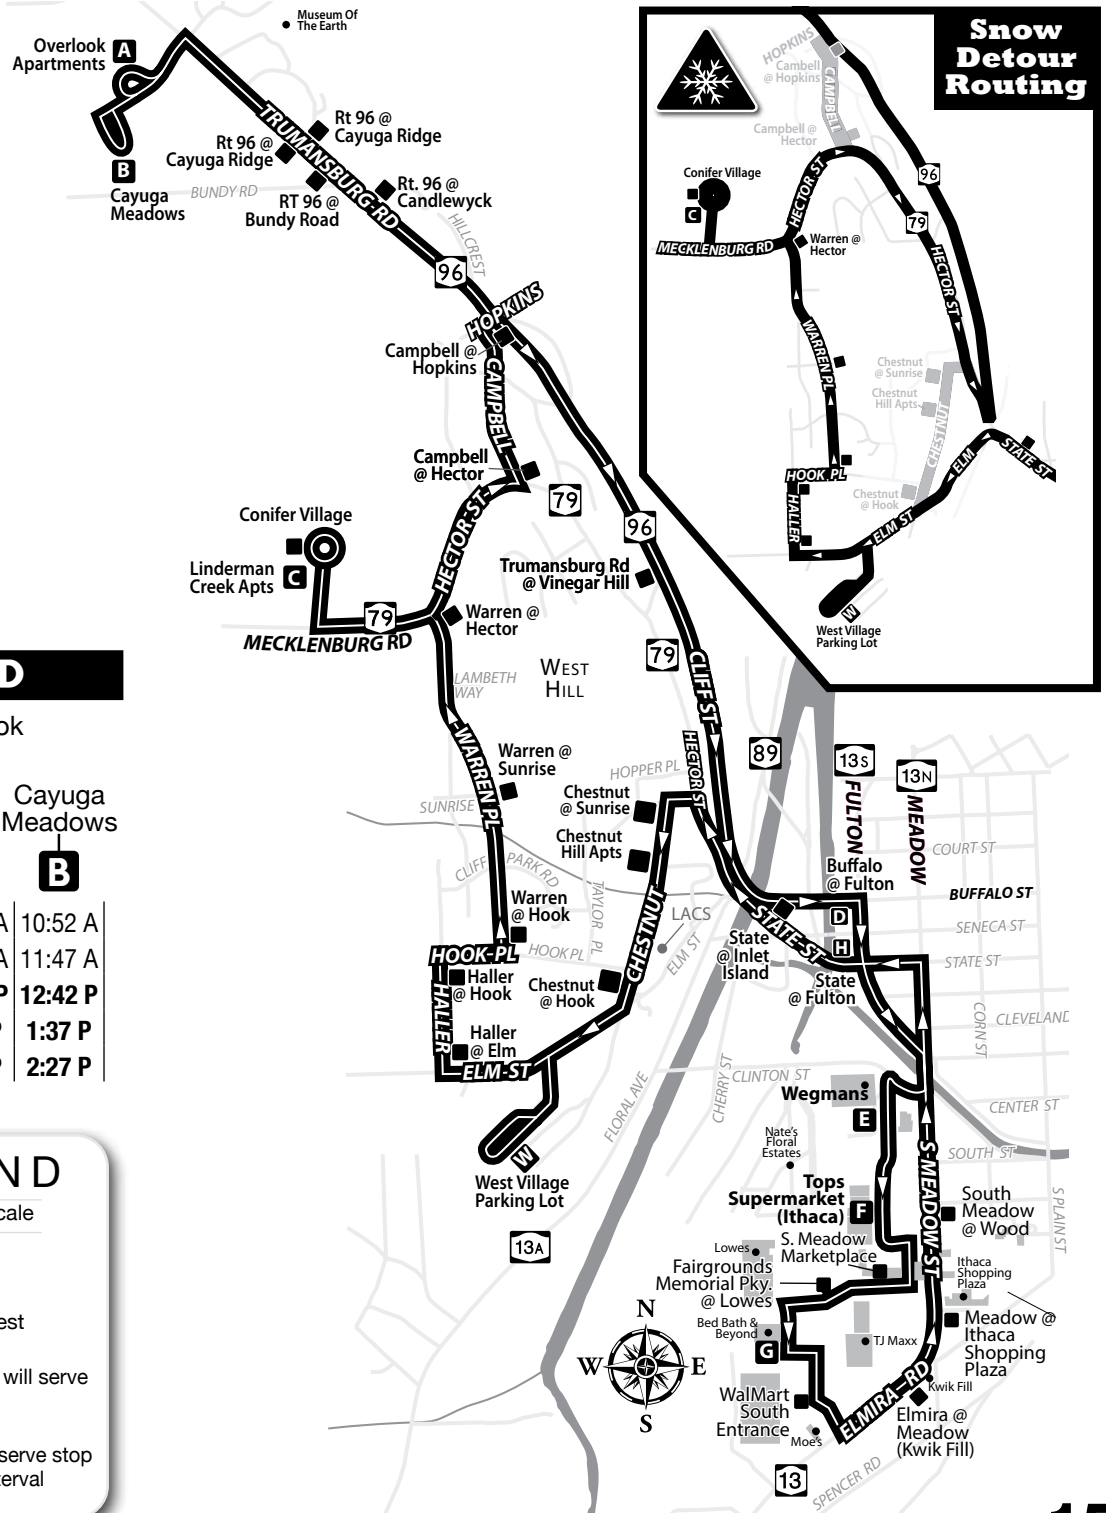 Museum Of
The Earth
Overlook
Apartments
A
B
Cayuga
Meadows
TRUMANSBURG RD
Rt 96 @
Cayuga Ridge
Rt 96 @
Cayuga Ridge
BUNDY RD
RT 96 @
Bundy Road
Rt. 96 @
Candlewyck
HILLCREST
96
HOPKINS
Campbell @
Hopkins
CAMPBELL
Campbell
@ Hector
79
HECTOR ST
Conifer Village
Linderman
Creek Apts
C
79
MECKLENBURG RD
Warren @
Hector
96
Trumansburg Rd
@ Vinegar Hill
79
WEST
HILL
LAMBETH
WAY
CLIFF ST
HECTOR ST
WARREN PL
Warren @
Sunrise
SUNRISE
HOPPER PL
Chestnut
@ Sunrise
Chestnut
Hill Apts
CLIFF PARK RD
TAYLOR PL
CHESTNUT
Warren
@ Hook
HOOK PL
HOOK PL
Haller
@ Hook
HALLER
Haller
@ Elm
ELM ST
Chestnut
@ Hook
LACS
ELM ST
W
West Village
Parking Lot
13A
FLORAL AVE
89
13S
FULTON
13N
MEADOW
COURT ST
Buffalo
@ Fulton
BUFFALO ST
D
H
SENECA ST
STATE ST
STATE ST
State
@ Inlet
Island
State
@ Fulton
CORN ST
CLEVELAND
CHERRY ST
CLINTON ST
Wegmans
E
CENTER ST
SOUTH ST
S PLAIN ST
Nate's
Floral
Estates
Tops
Supermarket
(Ithaca)
F
S MEADOW ST
South
Meadow
@ Wood
S. Meadow
Marketplace
Lowes
Fairgrounds
Memorial Pky.
@ Lowes
Ithaca
Shopping
Plaza
Bed Bath &
Beyond
G
TJ Maxx
Meadow @
Ithaca
Shopping
Plaza
WalMart
South
Entrance
Moe's
ELMIRA RD
Kwik Fill
Elmira @
Meadow
(Kwik Fill)
13
SPENCER RD
N
W
E
S
Snow
Detour
Routing
HOPKINS
Cambell
@ Hopkins
CAMPBELL
Campbell @
Hector
96
79
Conifer Village
C
HECTOR ST
MECKLENBURG RD
Warren @
Hector
HECTOR ST
WARREN PL
Chestnut
@ Sunrise
Chestnut
Hill Apts
CHESTNUT
HOOK PL
HALLER
Chestnut
@ Hook
ELM
STATE ST
ELM ST
W
West Village
Parking Lot
D
ok
Cayuga
Meadows
B
A 10:52 A
A 11:47 A
P 12:42 P
P 1:37 P
P 2:27 P
ND
cale
est
will serve
serve stop
terval